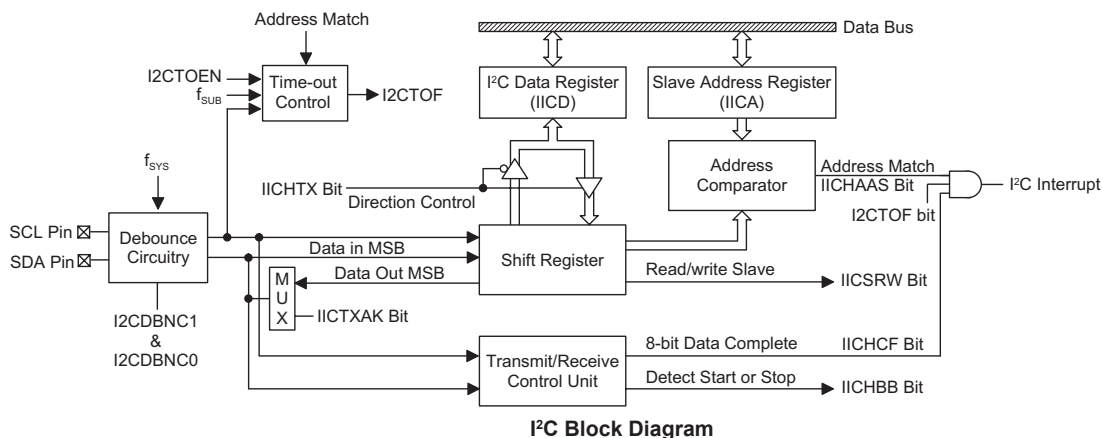 Address Match
Data Bus
I2CTOEN
f_SUB
Time-out
Control
I2CTOF
I²C Data Register
(IICD)
Slave Address Register
(IICA)
f_SYS
IICHTX Bit
Direction Control
Address
Comparator
Address Match
IICHAAS Bit
I2CTOF bit
I²C Interrupt
SCL Pin
SDA Pin
Debounce
Circuitry
Data in MSB
Data Out MSB
Shift Register
Read/write Slave
IICSRW Bit
M
U
X
IICTXAK Bit
I2CDBNC1
&
I2CDBNC0
Transmit/Receive
Control Unit
8-bit Data Complete
IICHCF Bit
Detect Start or Stop
IICHBB Bit
I²C Block Diagram